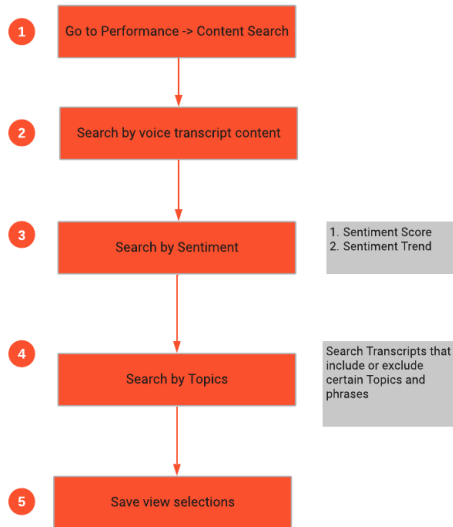 1
Go to Performance -> Content Search
2
Search by voice transcript content
3
Search by Sentiment
1. Sentiment Score
2. Sentiment Trend
4
Search by Topics
Search Transcripts that
include or exclude
certain Topics and
phrases
5
Save view selections